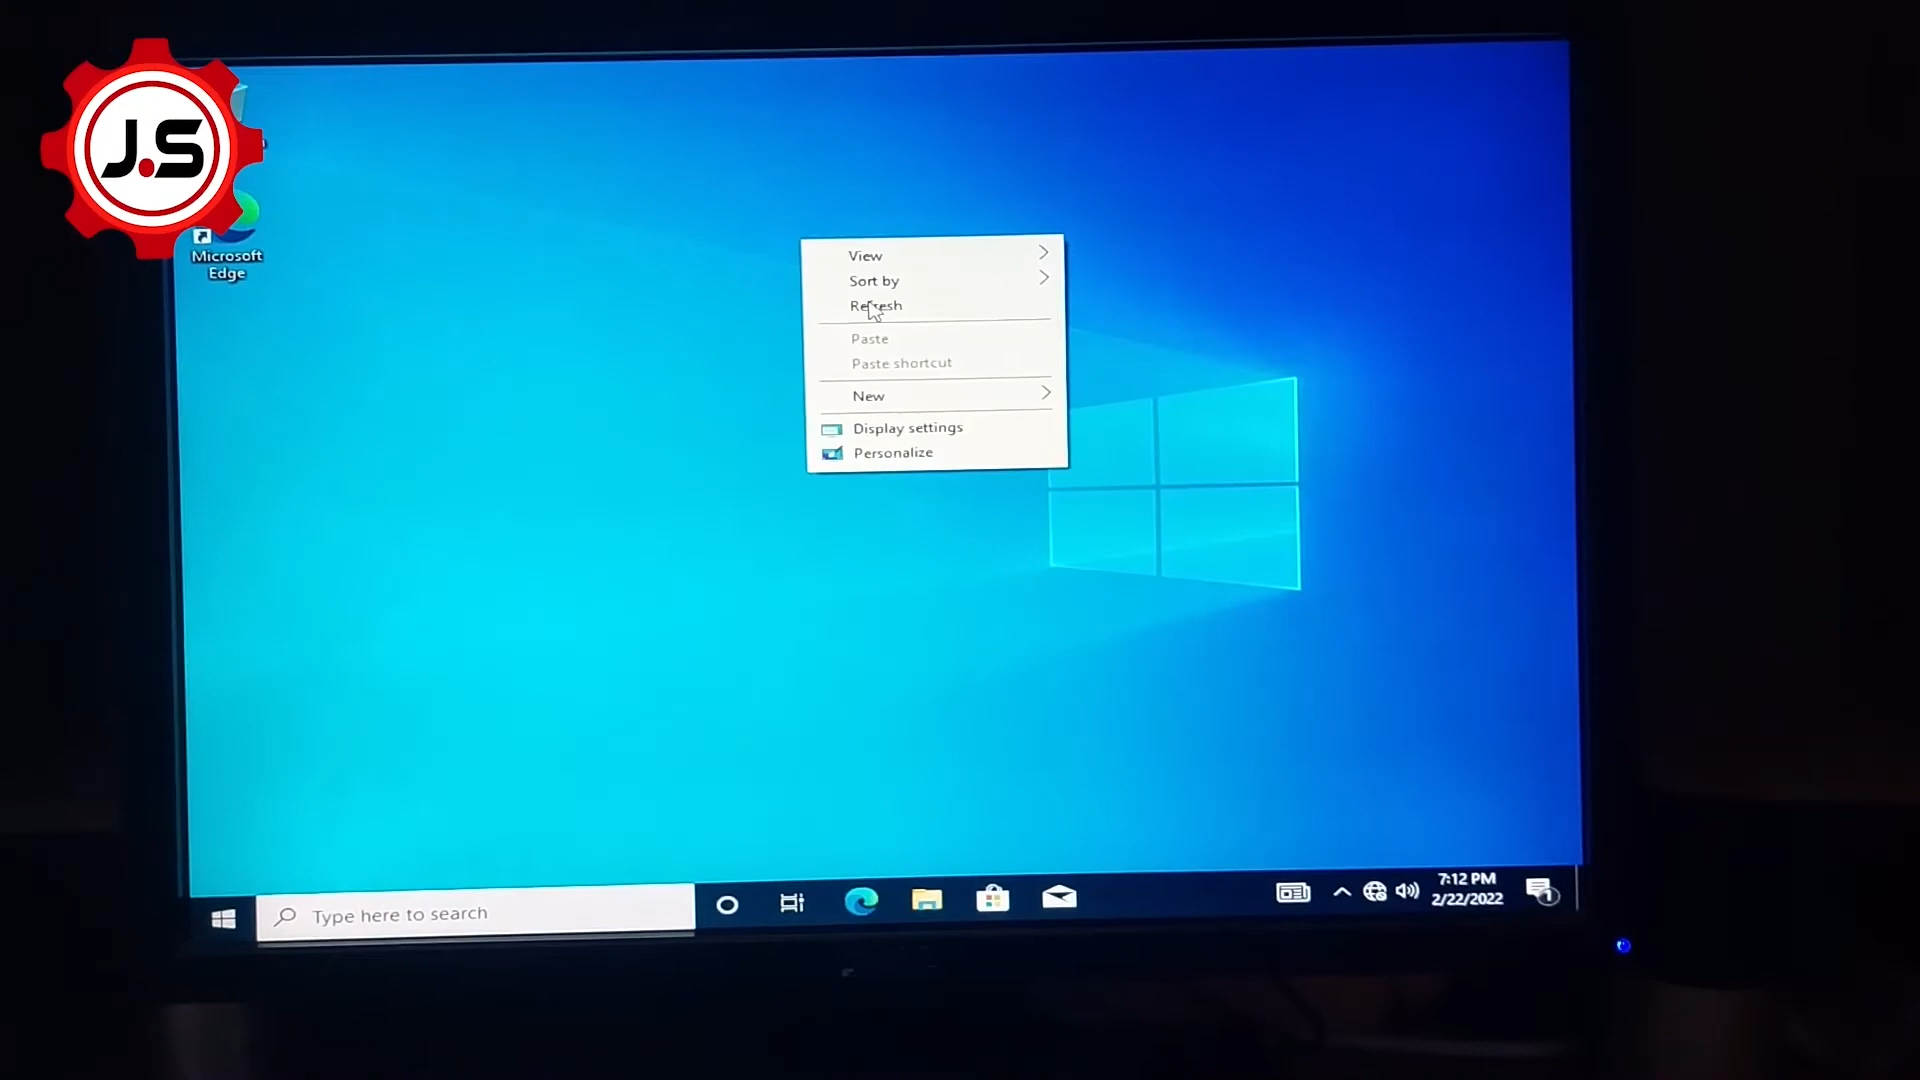 J.S
Microsoft
Edge
View
Sort by
Refresh
Paste
Paste shortcut
New
Display settings
Personalize
Type here to search
7:12 PM
2/22/2022
1